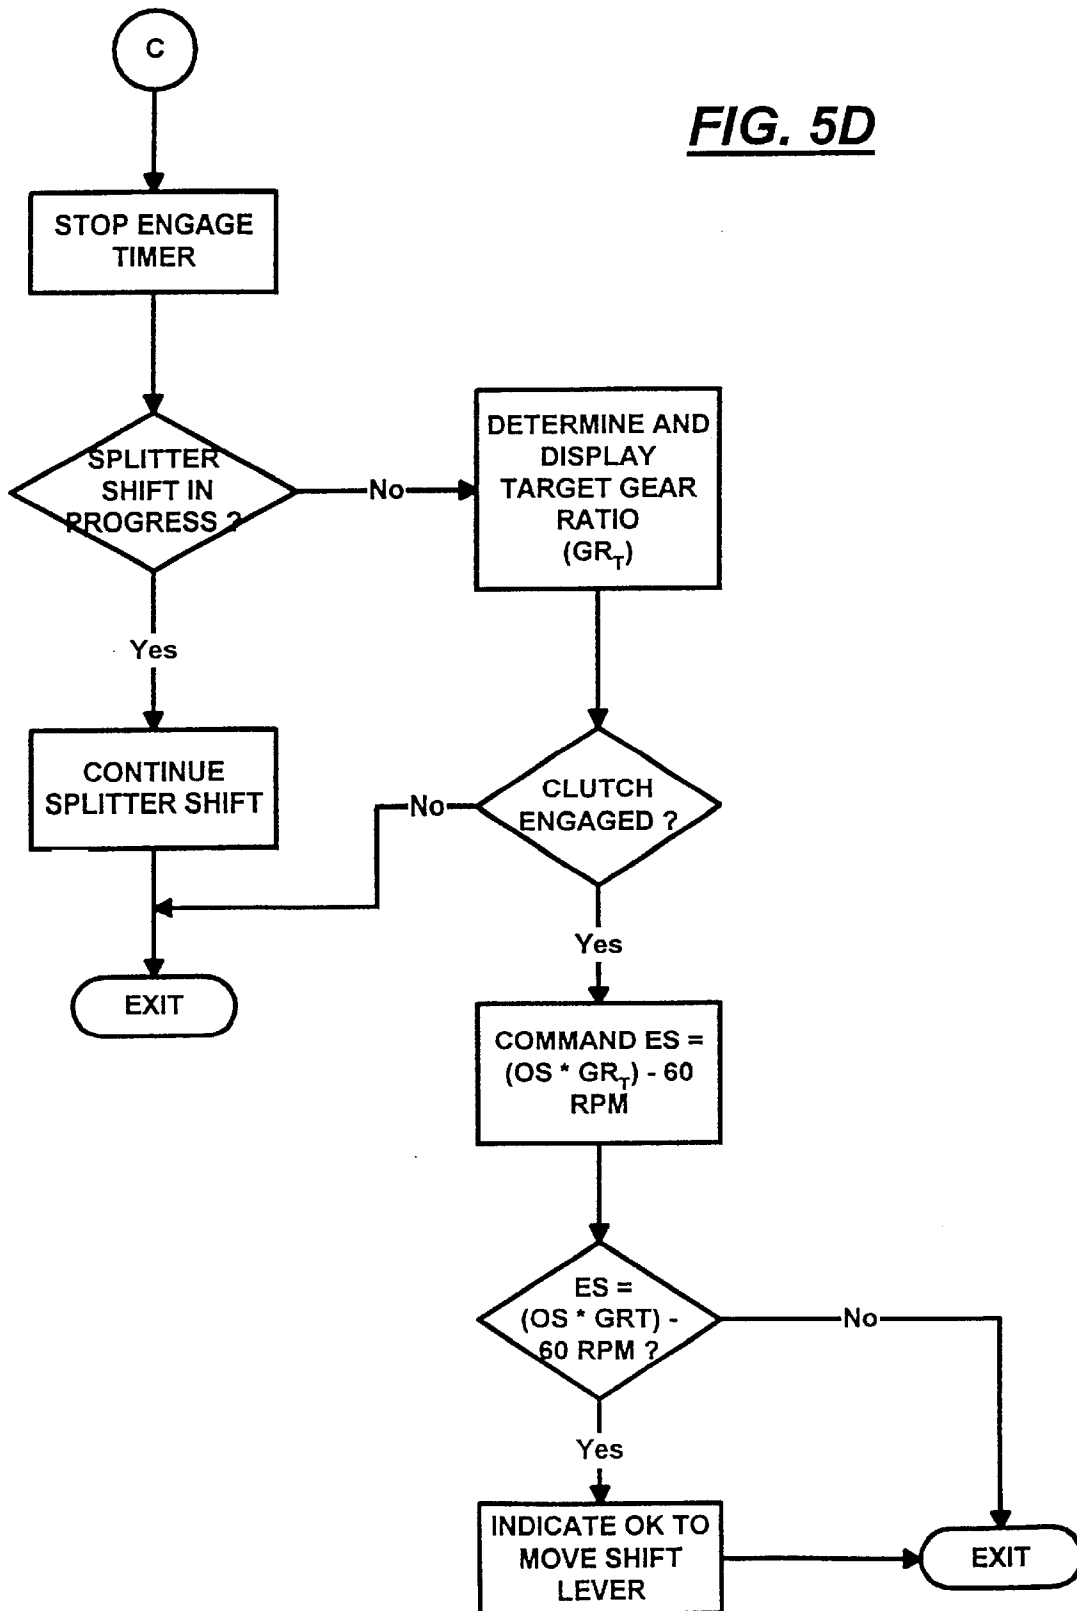 C
FIG. 5D
STOP ENGAGE
TIMER
SPLITTER
SHIFT IN
PROGRESS ?
No
DETERMINE AND
DISPLAY
TARGET GEAR
RATIO
(GR_T)
Yes
CONTINUE
SPLITTER SHIFT
No
CLUTCH
ENGAGED ?
EXIT
Yes
COMMAND ES =
(OS * GR_T) - 60
RPM
ES =
(OS * GRT) -
60 RPM ?
No
Yes
INDICATE OK TO
MOVE SHIFT
LEVER
EXIT